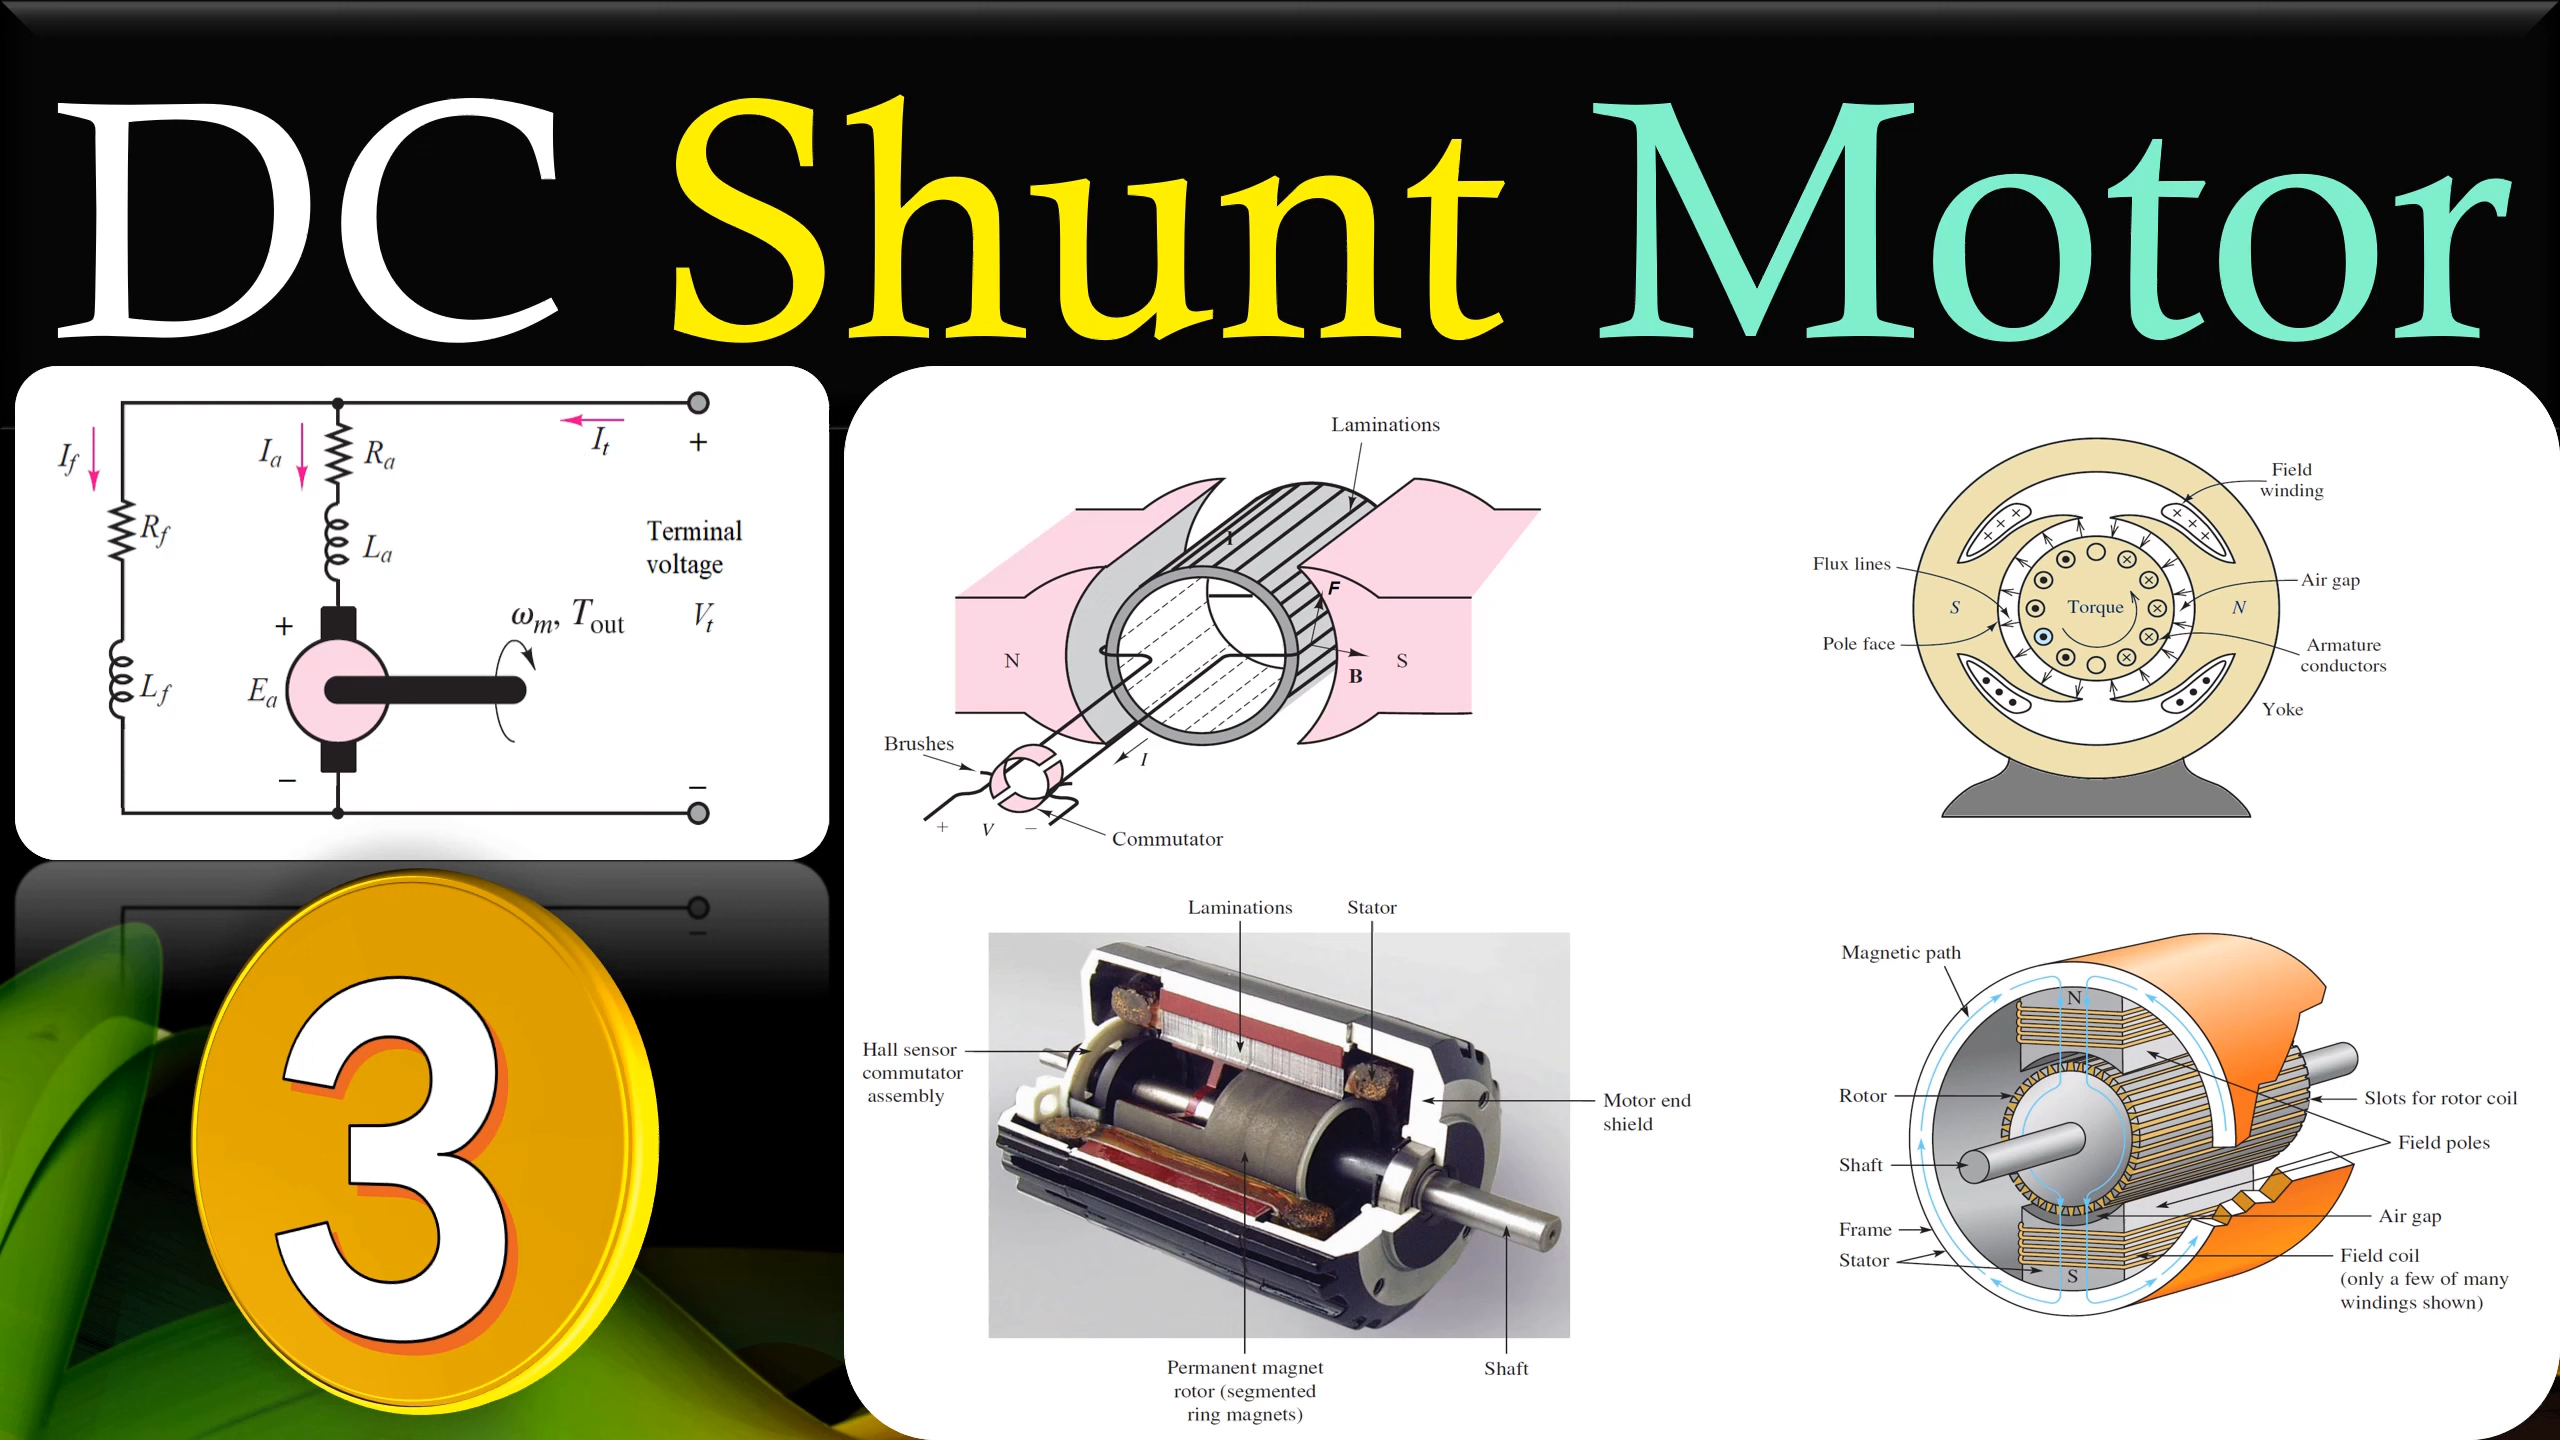 DC Shunt Motor
I_f
I_a
R_a
I_t
+
R_f
L_a
Terminal
voltage
V_t
+
ω_m, T_out
E_a
L_f
−
−
3
Laminations
I
F
N
S
B
Brushes
I
+ V −
Commutator
Field
winding
Flux lines
Air gap
S
Torque
N
Pole face
Armature
conductors
Yoke
Laminations
Stator
Hall sensor
commutator
assembly
Motor end
shield
Permanent magnet
rotor (segmented
ring magnets)
Shaft
Magnetic path
N
Rotor
Slots for rotor coil
Field poles
Shaft
Air gap
Frame
Stator
Field coil
(only a few of many
windings shown)
S